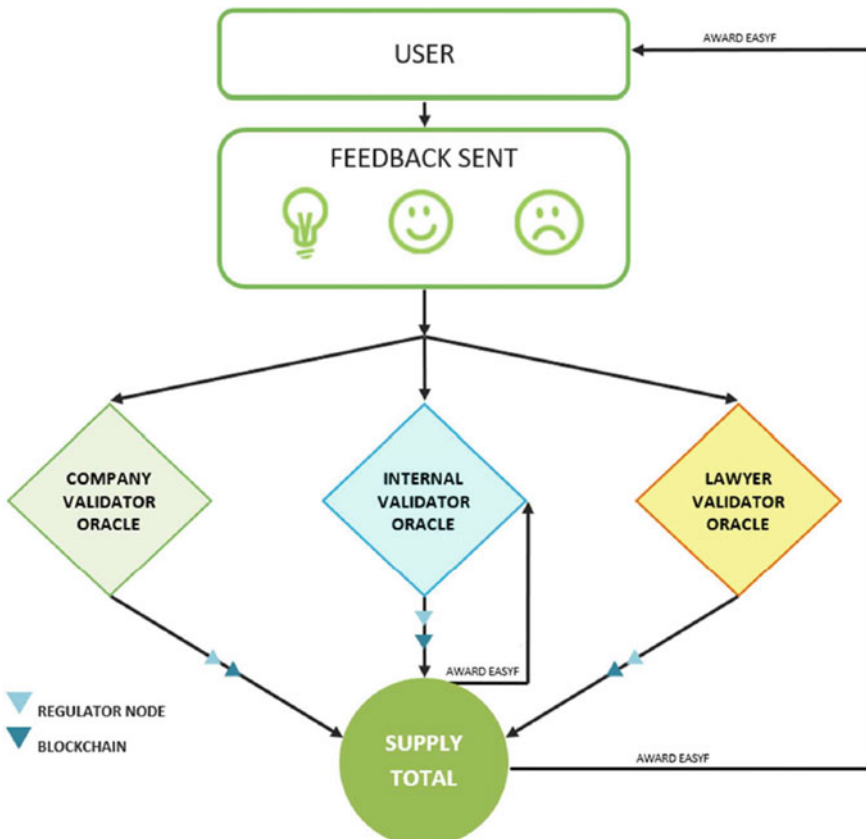 AWARD EASYF
USER
FEEDBACK SENT
COMPANY
VALIDATOR
ORACLE
INTERNAL
VALIDATOR
ORACLE
LAWYER
VALIDATOR
ORACLE
AWARD EASYF
REGULATOR NODE
BLOCKCHAIN
SUPPLY
TOTAL
AWARD EASYF